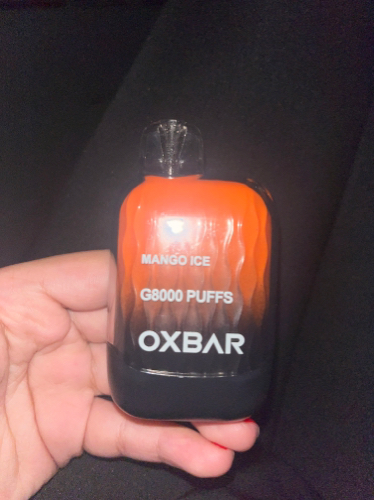 MANGO ICE
G8000 PUFFS
OXBAR